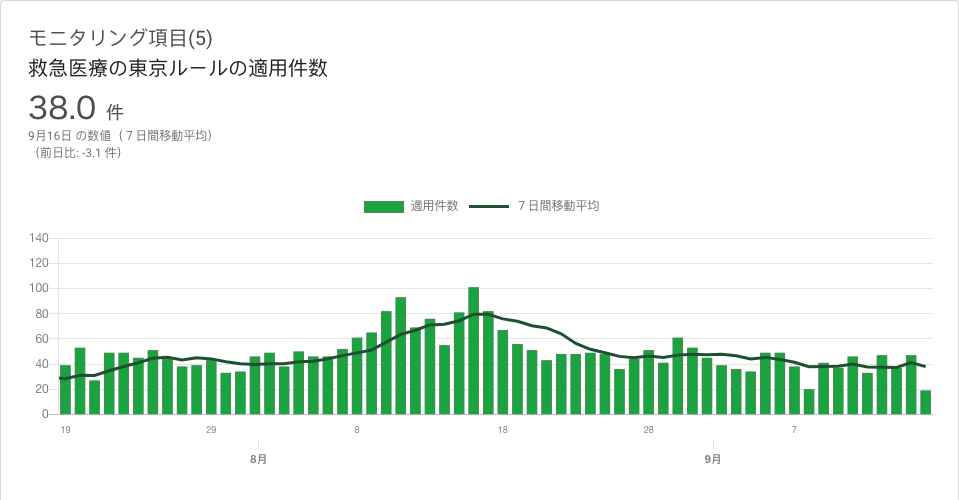 モニタリング項目(5)
救急医療の東京ルールの適用件数
38.0 件
9月16日 の数値（７日間移動平均）
（前日比: -3.1 件）
適用件数 ７日間移動平均
140
120
100
80
60
40
20
0
19 29 8 18 28 7
8月 9月